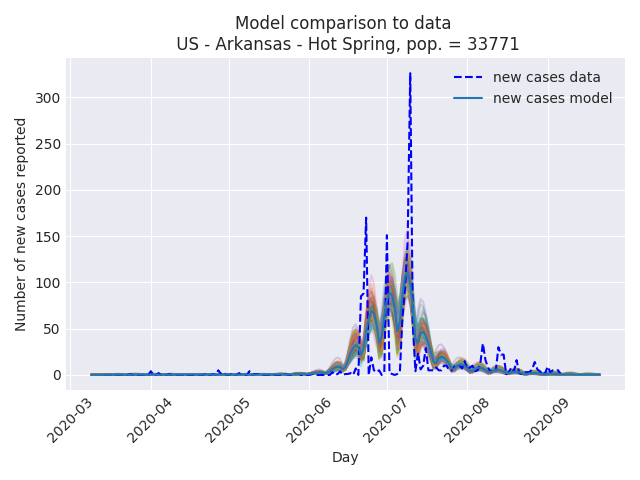 Model comparison to data
US - Arkansas - Hot Spring, pop. = 33771
new cases data
new cases model
Number of new cases reported
300
250
200
150
100
50
0
2020-03
2020-04
2020-05
2020-06
2020-07
2020-08
2020-09
Day